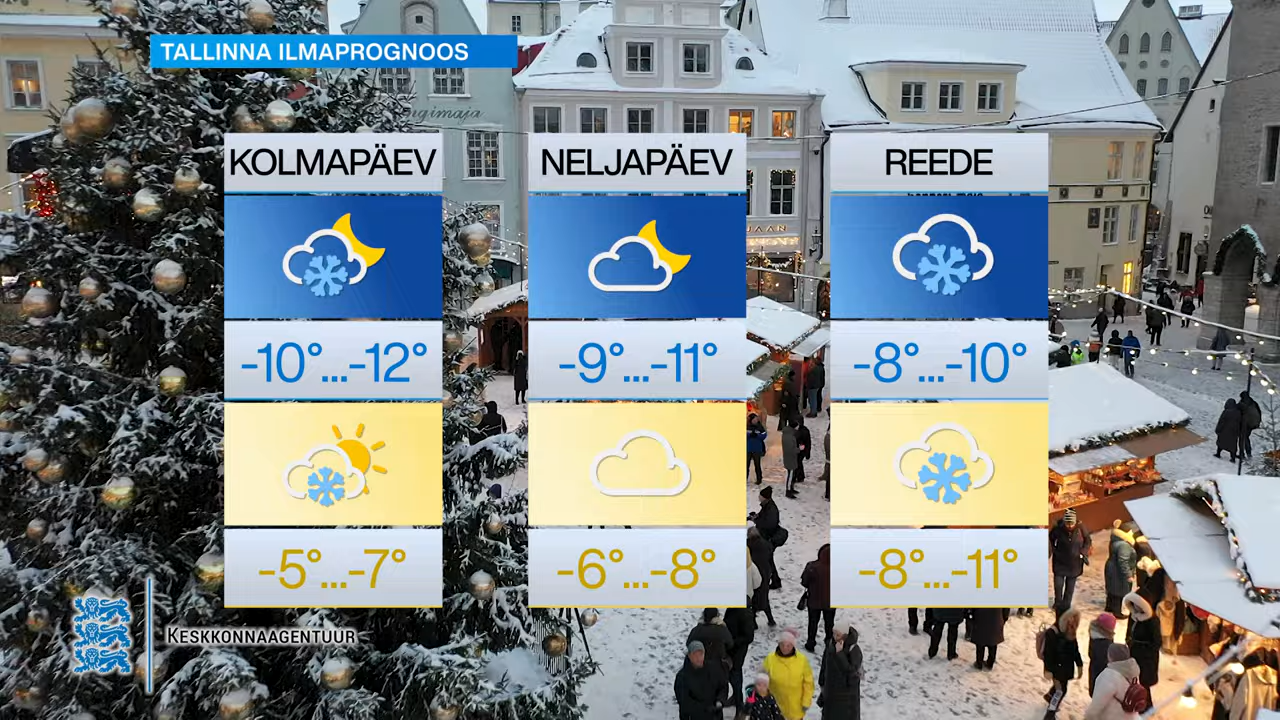 TALLINNA ILMAPROGNOOS
KOLMAPÄEV
-10°...-12°
-5°...-7°
NELJAPÄEV
-9°...-11°
-6°...-8°
REEDE
-8°...-10°
-8°...-11°
KESKKONNAAGENTUUR